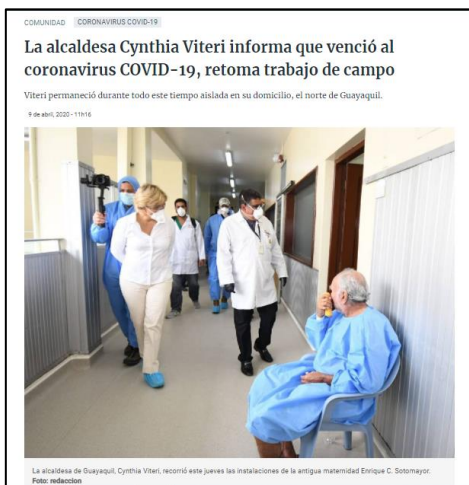 COMUNIDAD CORONAVIRUS COVID-19
La alcaldesa Cynthia Viteri informa que venció al
coronavirus COVID-19, retoma trabajo de campo
Viteri permaneció durante todo este tiempo aislada en su domicilio, el norte de Guayaquil.
9 de abril, 2020 - 11h16
La alcaldesa de Guayaquil, Cynthia Viteri, recorrió este jueves las instalaciones de la antigua maternidad Enrique C. Sotomayor.
Foto: redaccion